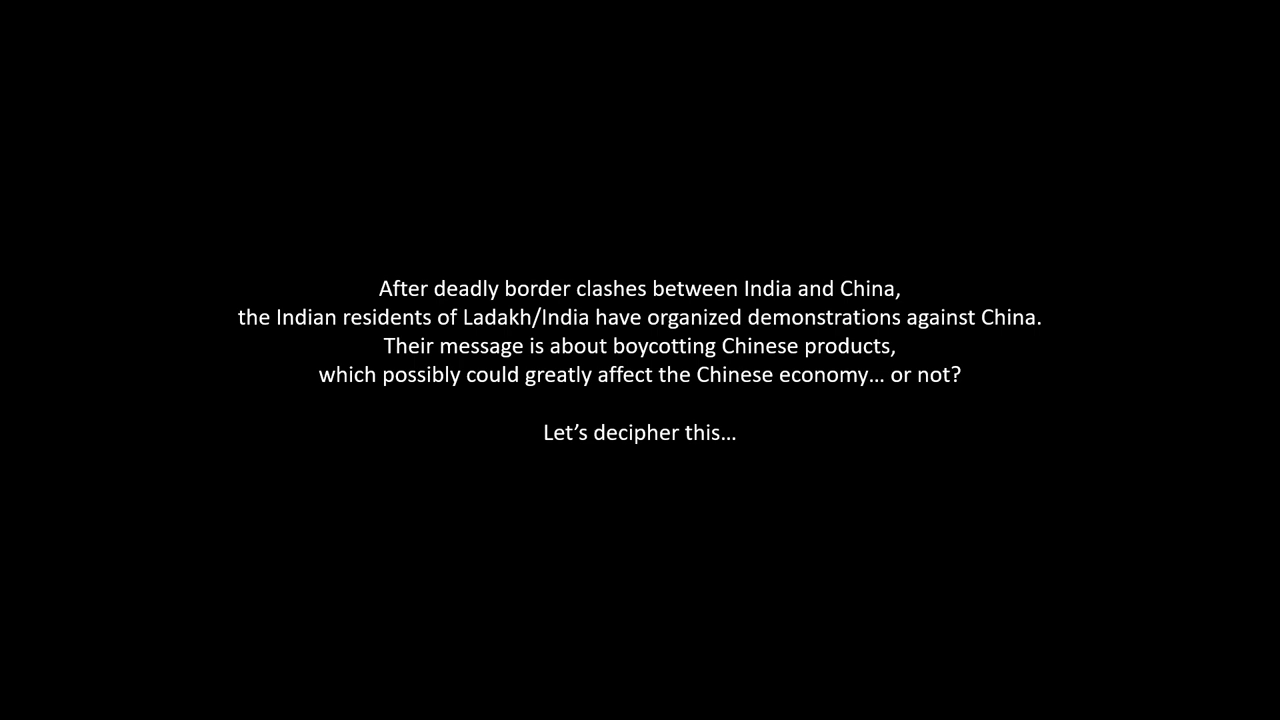 After deadly border clashes between India and China,
the Indian residents of Ladakh/India have organized demonstrations against China.
Their message is about boycotting Chinese products,
which possibly could greatly affect the Chinese economy… or not?
Let’s decipher this…